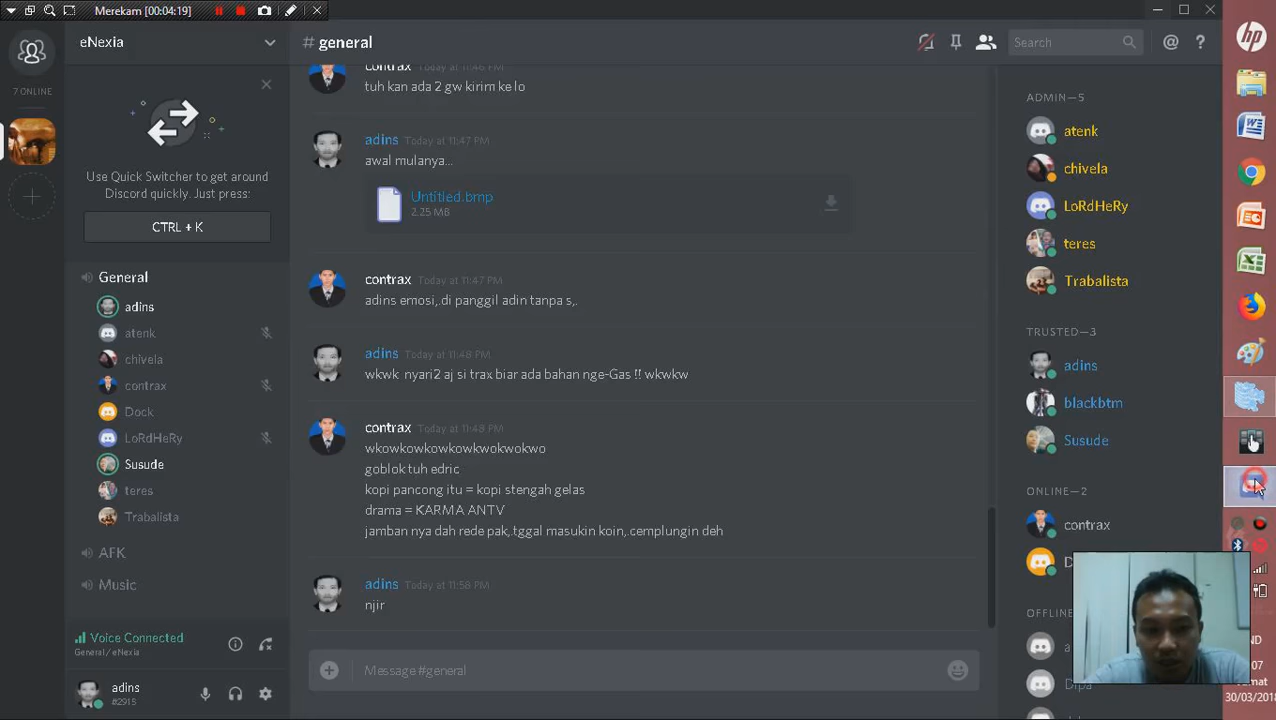 Merekam [00:04:19]
eNexia
# general
Search
@
?
7 ONLINE
Use Quick Switcher to get around
Discord quickly. Just press:
CTRL + K
General
adins
atenk
chivela
contrax
Dock
LoRdHeRy
Susude
teres
Trabalista
AFK
Music
Voice Connected
General / eNexia
adins
#2915
contrax Today at 11:46 PM
tuh kan ada 2 gw kirim ke lo
adins Today at 11:47 PM
awal mulanya...
Untitled.bmp
2.25 MB
contrax Today at 11:47 PM
adins emosi,.di panggil adin tanpa s,.
adins Today at 11:48 PM
wkwk nyari2 aj si trax biar ada bahan nge-Gas !! wkwkw
contrax Today at 11:48 PM
wkowkowkowkowkwokwokwo
goblok tuh edric
kopi pancong itu = kopi stengah gelas
drama = KARMA ANTV
jamban nya dah rede pak,.tggal masukin koin,.cemplungin deh
adins Today at 11:58 PM
njir
Message #general
ADMIN—5
atenk
chivela
LoRdHeRy
teres
Trabalista
TRUSTED—3
adins
blackbtm
Susude
ONLINE—2
contrax
OFFLINE
hp
30/03/2018